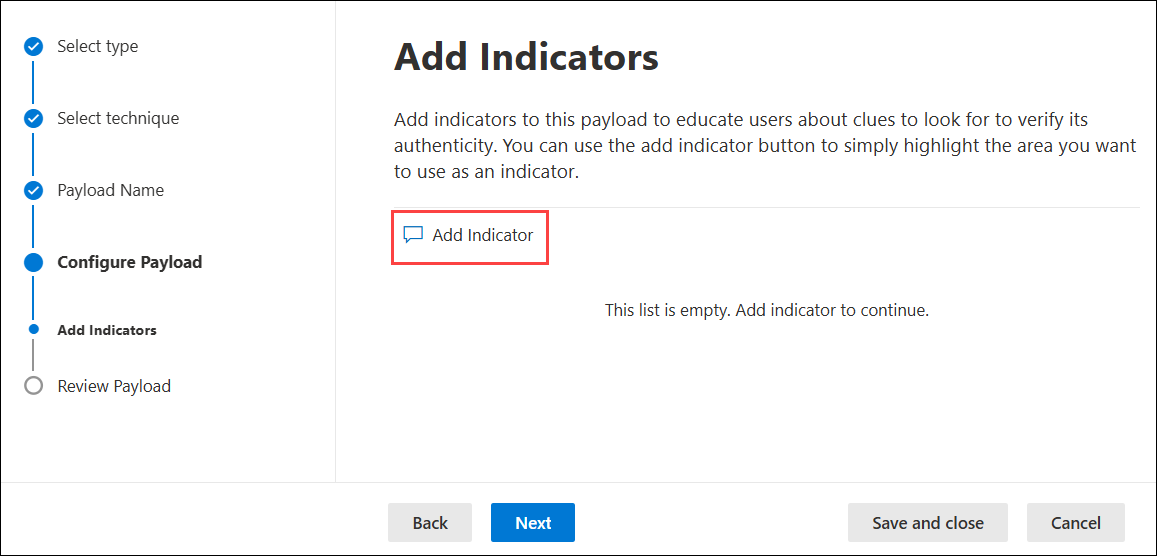 Select type
Select technique
Payload Name
Configure Payload
Add Indicators
Review Payload
Add Indicators
Add indicators to this payload to educate users about clues to look for to verify its
authenticity. You can use the add indicator button to simply highlight the area you want
to use as an indicator.
Add Indicator
This list is empty. Add indicator to continue.
Back
Next
Save and close
Cancel